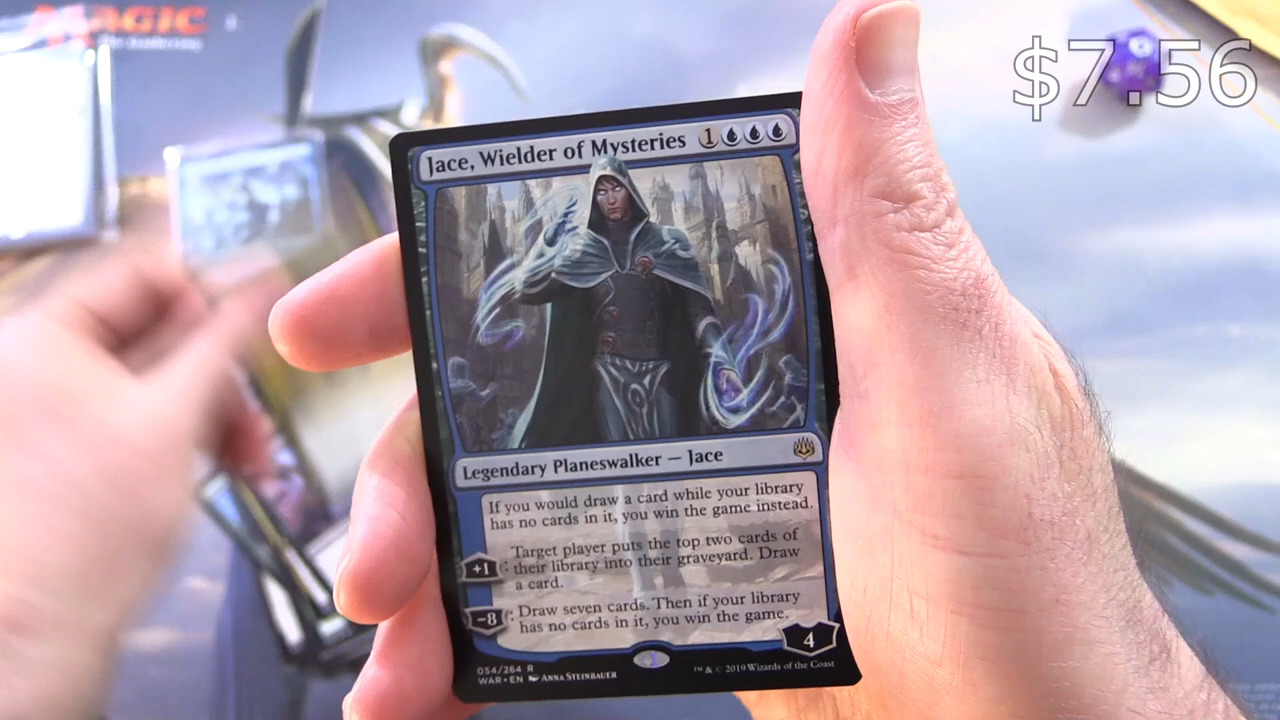 MAGIC
$7.56
Jace, Wielder of Mysteries 1
Legendary Planeswalker — Jace
If you would draw a card while your library
has no cards in it, you win the game instead.
+1: Target player puts the top two cards of
their library into their graveyard. Draw
a card.
-8: Draw seven cards. Then if your library
has no cards in it, you win the game.
4
054/264 R
WAR • EN ANNA STEINBAUER
™ & © 2019 Wizards of the Coast